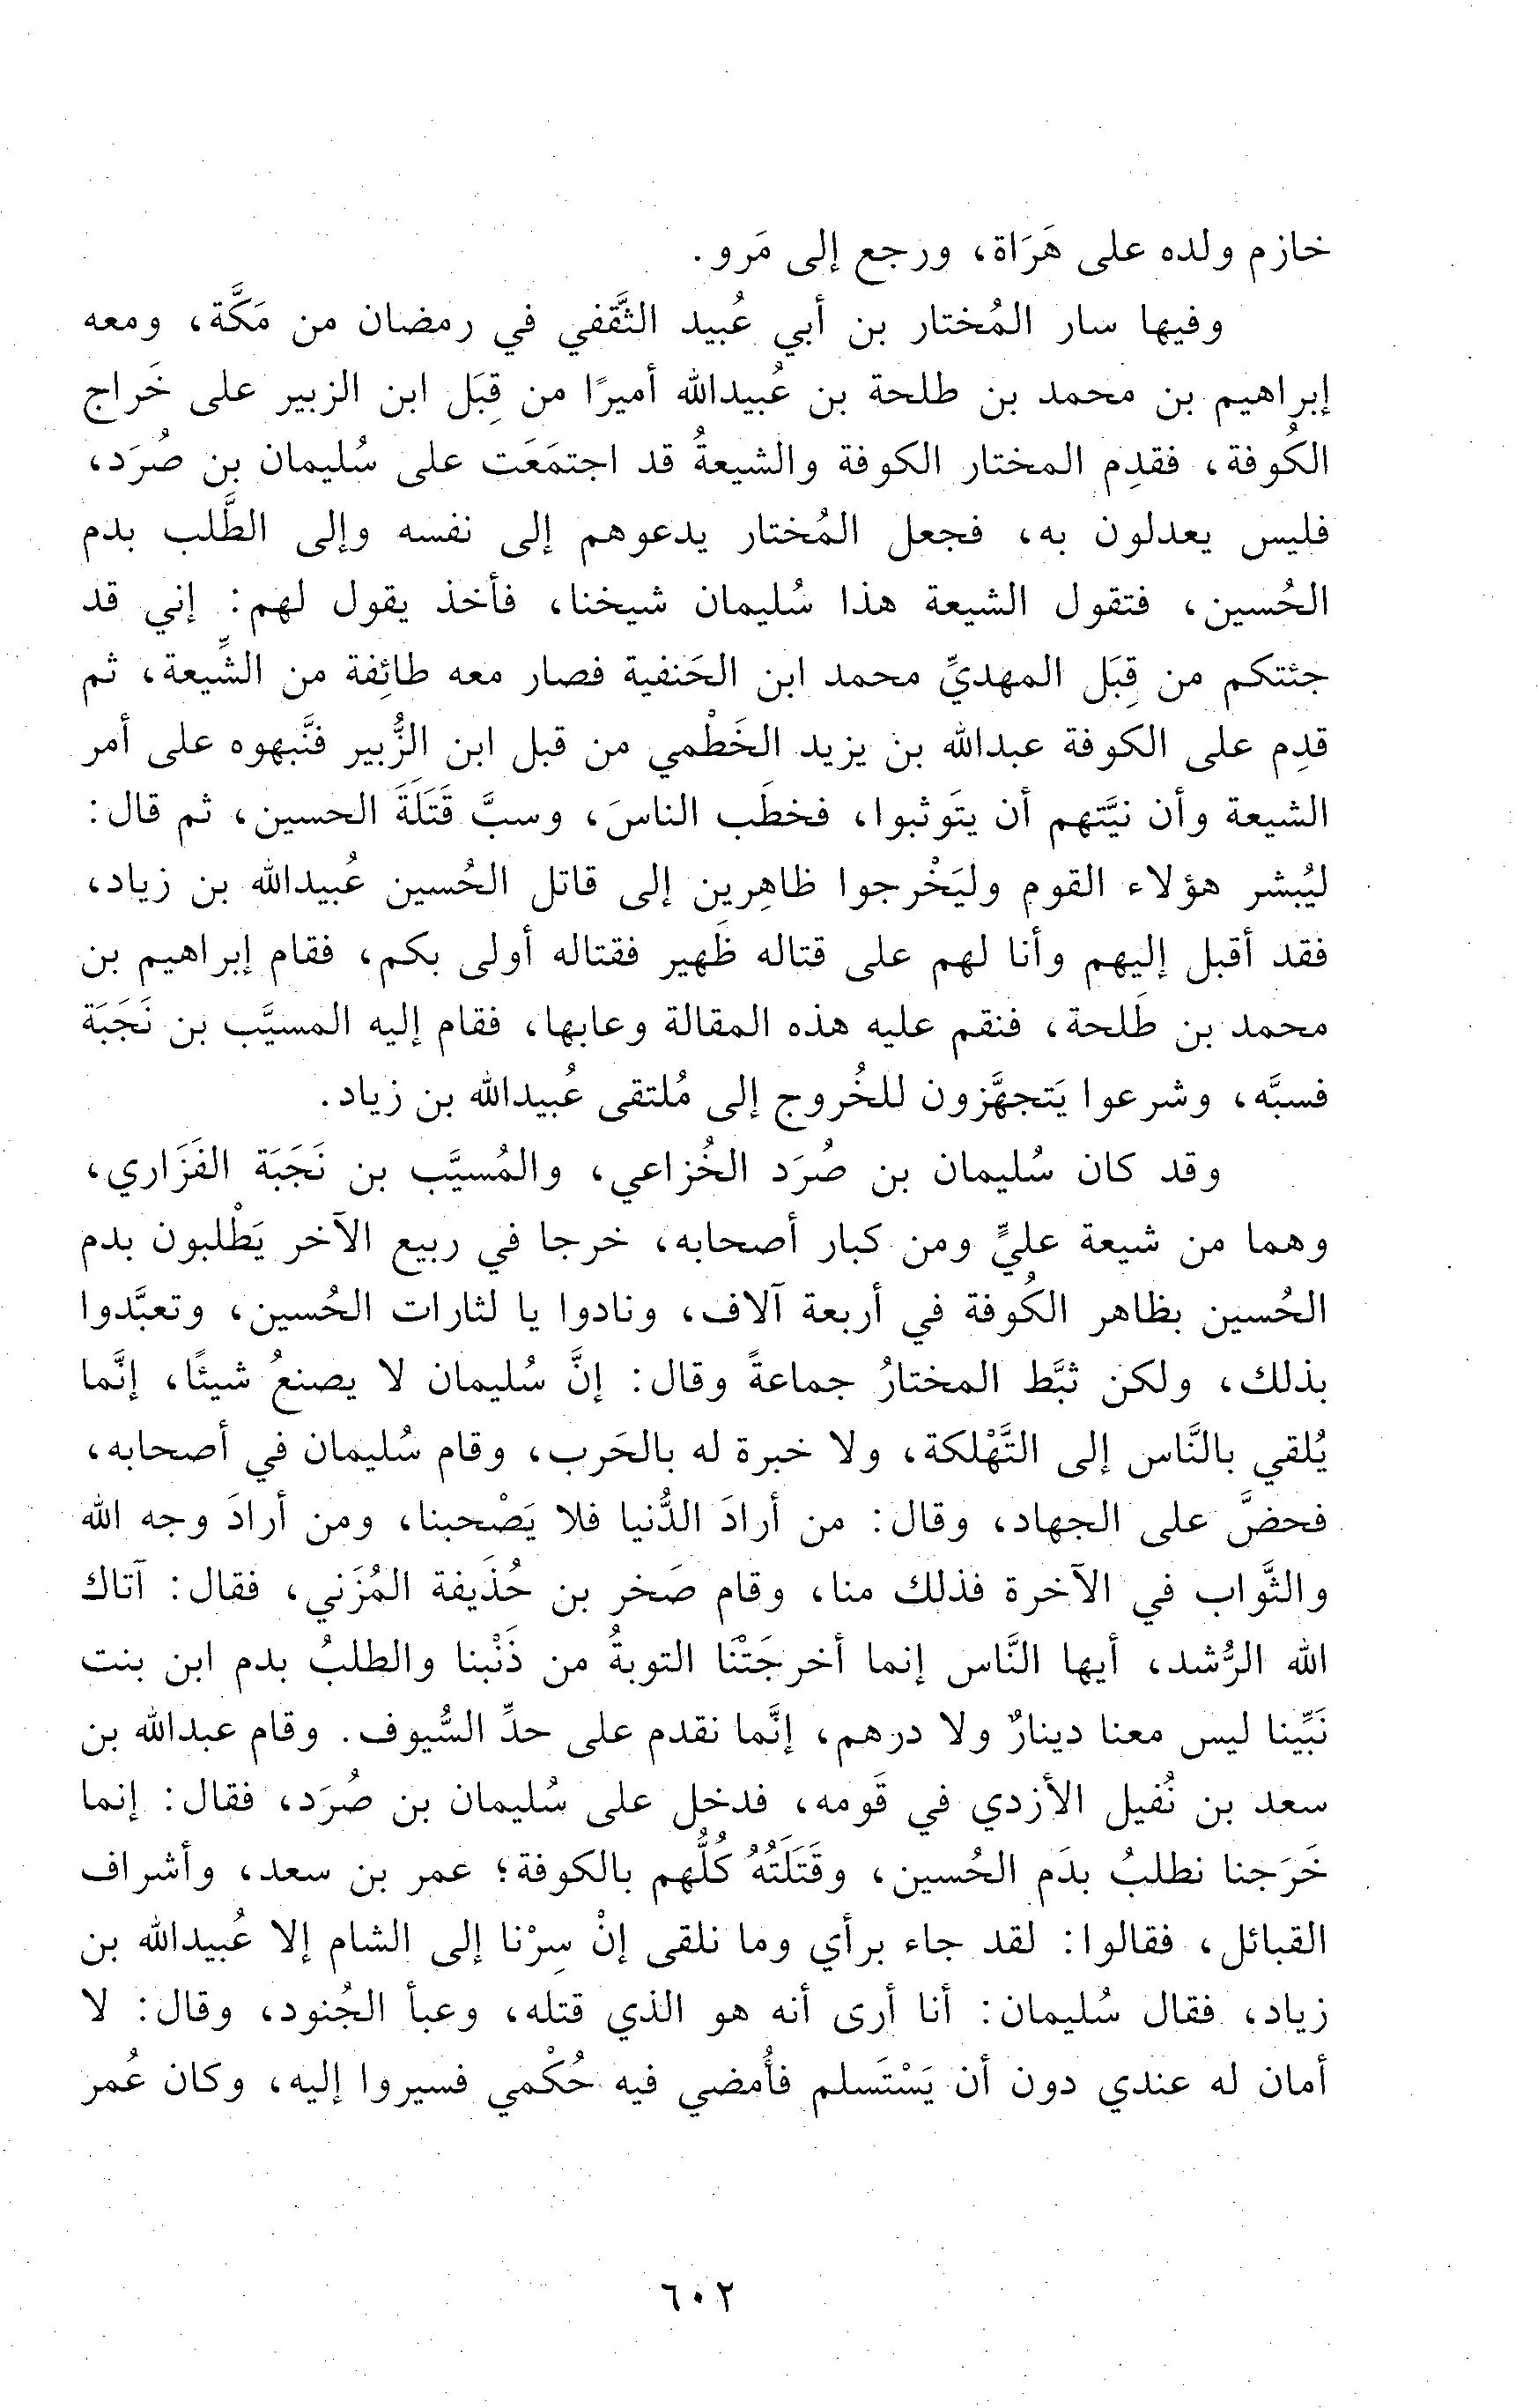 خازم ولده على هَرَاة، ورجع إلى مَرو.
وفيها سار المُختار بن أبي عُبيد الثَّقفي في رمضان من مَكَّة، ومعه
إبراهيم بن محمد بن طلحة بن عُبيدالله أميرًا من قِبَل ابن الزبير على خَراج
الكُوفة، فقدِم المختار الكوفة والشيعةُ قد اجتمَعَت على سُليمان بن صُرَد،
فليس يعدلون به، فجعل المُختار يدعوهم إلى نفسه وإلى الطَّلب بدم
الحُسين، فتقول الشيعة هذا سُليمان شيخنا، فأخذ يقول لهم: إني قد
جئتكم من قِبَل المهديِّ محمد ابن الحَنفية فصار معه طائِفة من الشِّيعة، ثم
قدِم على الكوفة عبدالله بن يزيد الخَطْمي من قبل ابن الزُّبير فنَّبهوه على أمر
الشيعة وأن نيَّتهم أن يتَوثبوا، فخطَب الناسَ، وسبَّ قَتَلَةَ الحسين، ثم قال:
ليُبشر هؤلاء القوم وليَخْرجوا ظاهِرين إلى قاتل الحُسين عُبيدالله بن زياد،
فقد أقبل إليهم وأنا لهم على قتاله ظَهير فقتاله أولى بكم، فقام إبراهيم بن
محمد بن طَلحة، فنقم عليه هذه المقالة وعابها، فقام إليه المسيَّب بن نَجَبَة
فسبَّه، وشرعوا يَتجهَّزون للخُروج إلى مُلتقى عُبيدالله بن زياد.
وقد كان سُليمان بن صُرَد الخُزاعي، والمُسيَّب بن نَجَبَة الفَزَاري،
وهما من شيعة عليٍّ ومن كبار أصحابه، خرجا في ربيع الآخر يَطْلبون بدم
الحُسين بظاهر الكُوفة في أربعة آلاف، ونادوا يا لثارات الحُسين، وتعبَّدوا
بذلك، ولكن ثبَّط المختارُ جماعةً وقال: إنَّ سُليمان لا يصنعُ شيئًا، إنَّما
يُلقي بالنَّاس إلى التَّهْلكة، ولا خبرة له بالحَرب، وقام سُليمان في أصحابه،
فحضَّ على الجهاد، وقال: من أرادَ الدُّنيا فلا يَصْحبنا، ومن أرادَ وجه الله
والثَّواب في الآخرة فذلك منا، وقام صَخر بن حُذَيفة المُزَني، فقال: آتاك
الله الرُّشد، أيها النَّاس إنما أخرجَتْنا التوبةُ من ذَنْبنا والطلبُ بدم ابن بنت
نَبِّينا ليس معنا دينارٌ ولا درهم، إنَّما نقدم على حدِّ السُّيوف. وقام عبدالله بن
سعد بن نُفيل الأزدي في قَومه، فدخل على سُليمان بن صُرَد، فقال: إنما
خَرَجنا نطلبُ بدَم الحُسين، وقَتَلَتُهُ كُلُّهم بالكوفة؛ عمر بن سعد، وأشراف
القبائل، فقالوا: لقد جاء برأي وما نلقى إنْ سِرْنا إلى الشام إلا عُبيدالله بن
زياد، فقال سُليمان: أنا أرى أنه هو الذي قتله، وعبأ الجُنود، وقال: لا
أمان له عندي دون أن يَسْتَسلم فأُمضي فيه حُكْمي فسيروا إليه، وكان عُمر
٦٠٢